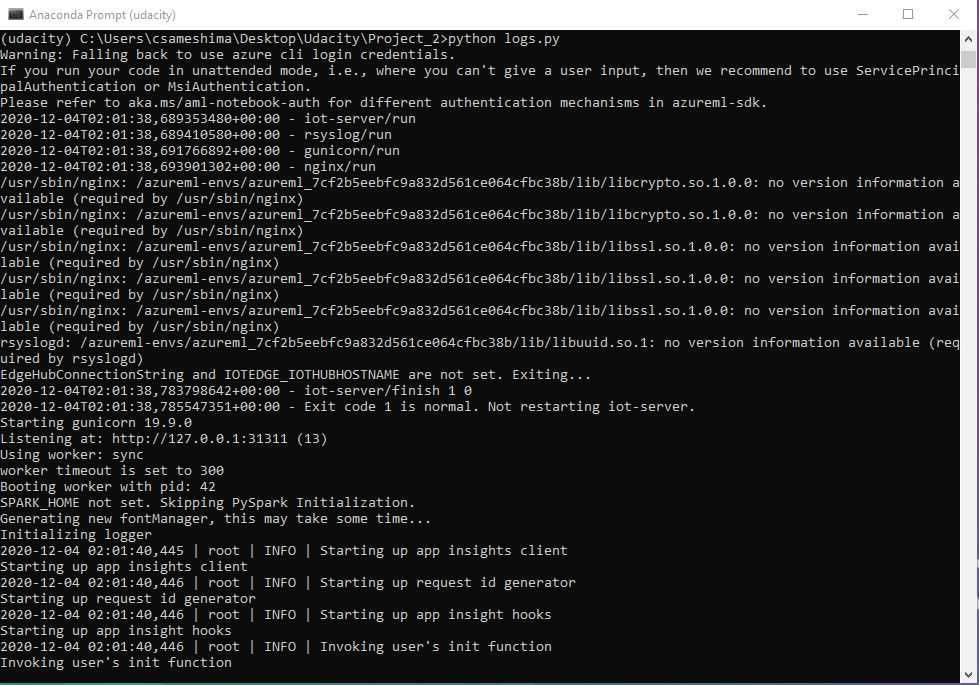 Anaconda Prompt (udacity)
(udacity) C:\Users\csameshima\Desktop\Udacity\Project_2>python logs.py
Warning: Falling back to use azure cli login credentials.
If you run your code in unattended mode, i.e., where you can't give a user input, then we recommend to use ServicePrinci
palAuthentication or MsiAuthentication.
Please refer to aka.ms/aml-notebook-auth for different authentication mechanisms in azureml-sdk.
2020-12-04T02:01:38,689353480+00:00 - iot-server/run
2020-12-04T02:01:38,689410580+00:00 - rsyslog/run
2020-12-04T02:01:38,691766892+00:00 - gunicorn/run
2020-12-04T02:01:38,693901302+00:00 - nginx/run
/usr/sbin/nginx: /azureml-envs/azureml_7cf2b5eebfc9a832d561ce064cfbc38b/lib/libcrypto.so.1.0.0: no version information a
vailable (required by /usr/sbin/nginx)
/usr/sbin/nginx: /azureml-envs/azureml_7cf2b5eebfc9a832d561ce064cfbc38b/lib/libcrypto.so.1.0.0: no version information a
vailable (required by /usr/sbin/nginx)
/usr/sbin/nginx: /azureml-envs/azureml_7cf2b5eebfc9a832d561ce064cfbc38b/lib/libssl.so.1.0.0: no version information avai
lable (required by /usr/sbin/nginx)
/usr/sbin/nginx: /azureml-envs/azureml_7cf2b5eebfc9a832d561ce064cfbc38b/lib/libssl.so.1.0.0: no version information avai
lable (required by /usr/sbin/nginx)
/usr/sbin/nginx: /azureml-envs/azureml_7cf2b5eebfc9a832d561ce064cfbc38b/lib/libssl.so.1.0.0: no version information avai
lable (required by /usr/sbin/nginx)
rsyslogd: /azureml-envs/azureml_7cf2b5eebfc9a832d561ce064cfbc38b/lib/libuuid.so.1: no version information available (req
uired by rsyslogd)
EdgeHubConnectionString and IOTEDGE_IOTHUBHOSTNAME are not set. Exiting...
2020-12-04T02:01:38,783798642+00:00 - iot-server/finish 1 0
2020-12-04T02:01:38,785547351+00:00 - Exit code 1 is normal. Not restarting iot-server.
Starting gunicorn 19.9.0
Listening at: http://127.0.0.1:31311 (13)
Using worker: sync
worker timeout is set to 300
Booting worker with pid: 42
SPARK_HOME not set. Skipping PySpark Initialization.
Generating new fontManager, this may take some time...
Initializing logger
2020-12-04 02:01:40,445 | root | INFO | Starting up app insights client
Starting up app insights client
2020-12-04 02:01:40,446 | root | INFO | Starting up request id generator
Starting up request id generator
2020-12-04 02:01:40,446 | root | INFO | Starting up app insight hooks
Starting up app insight hooks
2020-12-04 02:01:40,446 | root | INFO | Invoking user's init function
Invoking user's init function